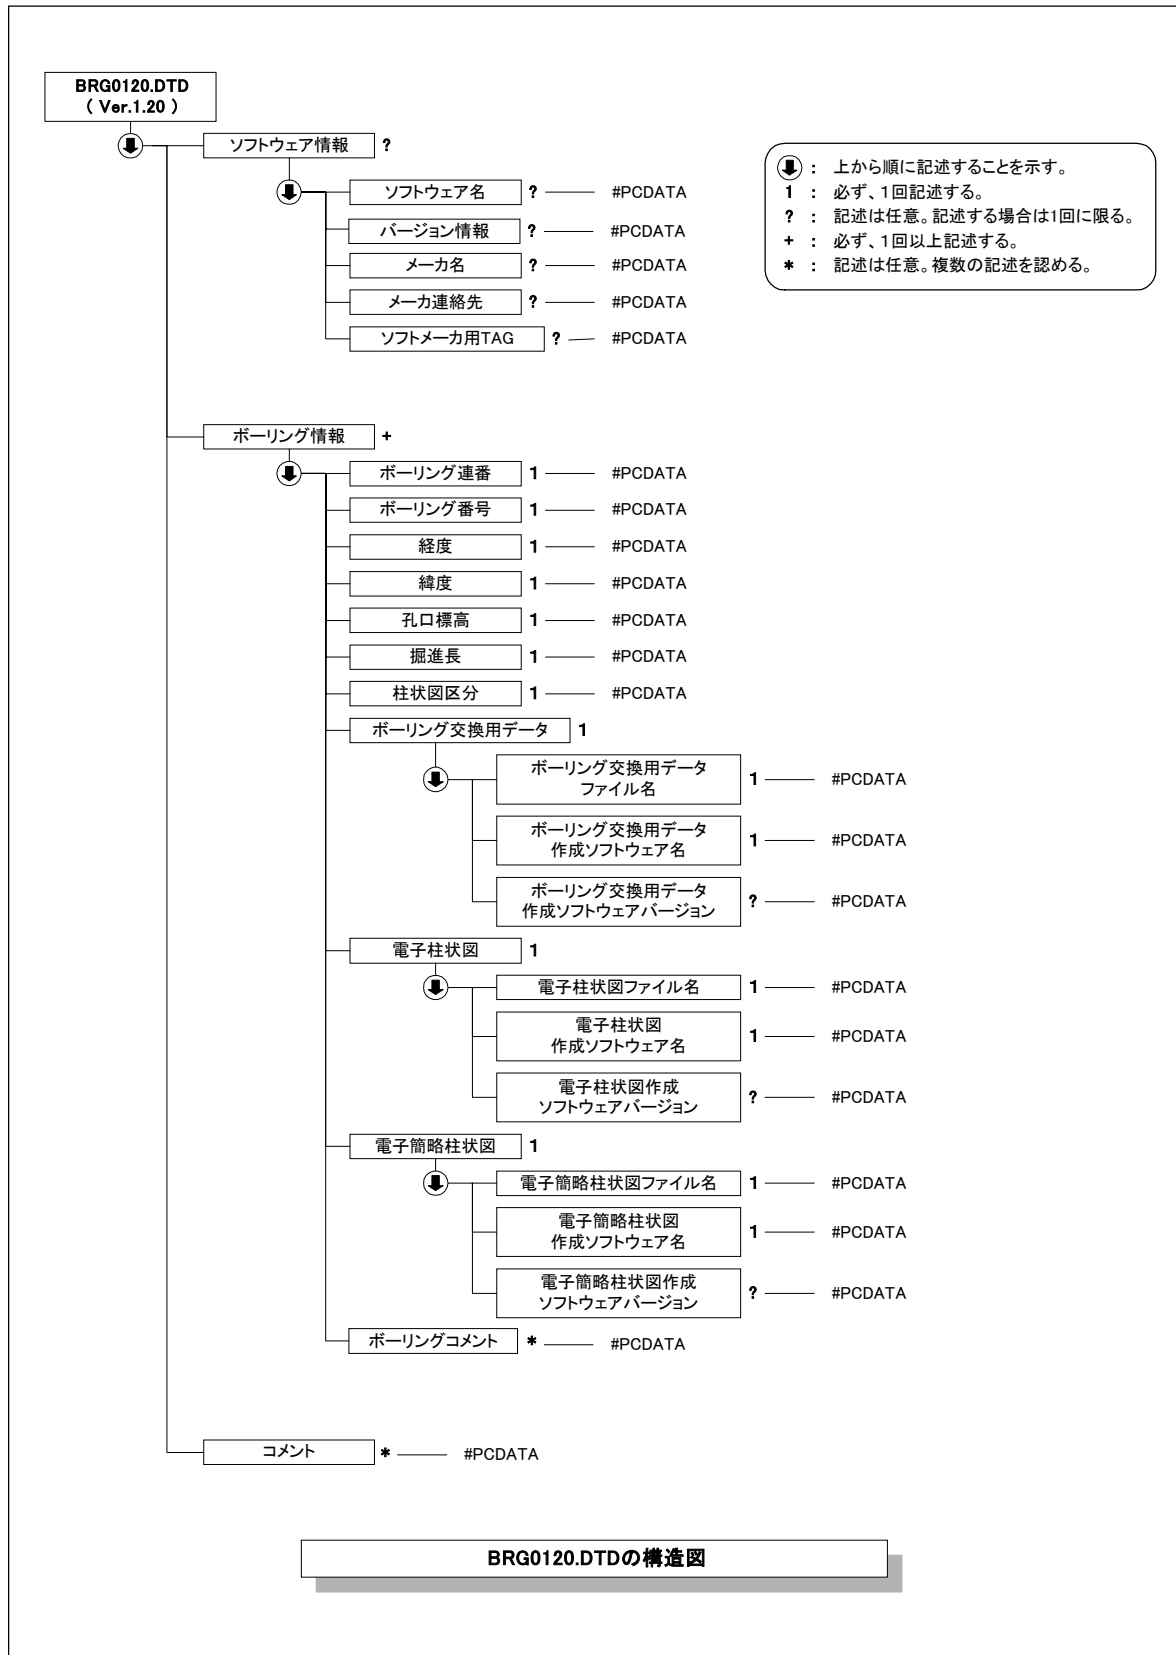 BRG0120.DTD
( Ver.1.20 )
ソフトウェア情報 ?
ソフトウェア名 ? #PCDATA
バージョン情報 ? #PCDATA
メーカ名 ? #PCDATA
メーカ連絡先 ? #PCDATA
ソフトメーカ用TAG ? #PCDATA
： 上から順に記述することを示す。
1 ： 必ず、1回記述する。
? ： 記述は任意。記述する場合は1回に限る。
+ ： 必ず、1回以上記述する。
* ： 記述は任意。複数の記述を認める。
ボーリング情報 +
ボーリング連番 1 #PCDATA
ボーリング番号 1 #PCDATA
経度 1 #PCDATA
緯度 1 #PCDATA
孔口標高 1 #PCDATA
掘進長 1 #PCDATA
柱状図区分 1 #PCDATA
ボーリング交換用データ 1
ボーリング交換用データ
ファイル名 1 #PCDATA
ボーリング交換用データ
作成ソフトウェア名 1 #PCDATA
ボーリング交換用データ
作成ソフトウェアバージョン ? #PCDATA
電子柱状図 1
電子柱状図ファイル名 1 #PCDATA
電子柱状図
作成ソフトウェア名 1 #PCDATA
電子柱状図作成
ソフトウェアバージョン ? #PCDATA
電子簡略柱状図 1
電子簡略柱状図ファイル名 1 #PCDATA
電子簡略柱状図
作成ソフトウェア名 1 #PCDATA
電子簡略柱状図作成
ソフトウェアバージョン ? #PCDATA
ボーリングコメント * #PCDATA
コメント * #PCDATA
BRG0120.DTDの構造図